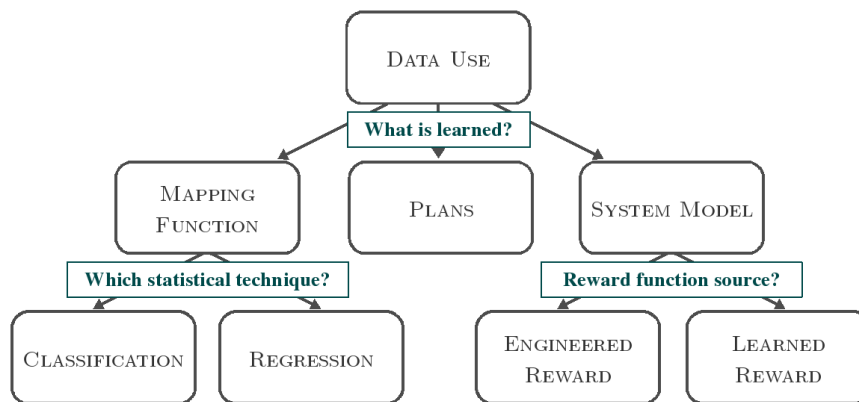 DATA USE
What is learned?
MAPPING
FUNCTION
PLANS
SYSTEM MODEL
Which statistical technique?
Reward function source?
CLASSIFICATION
REGRESSION
ENGINEERED
REWARD
LEARNED
REWARD